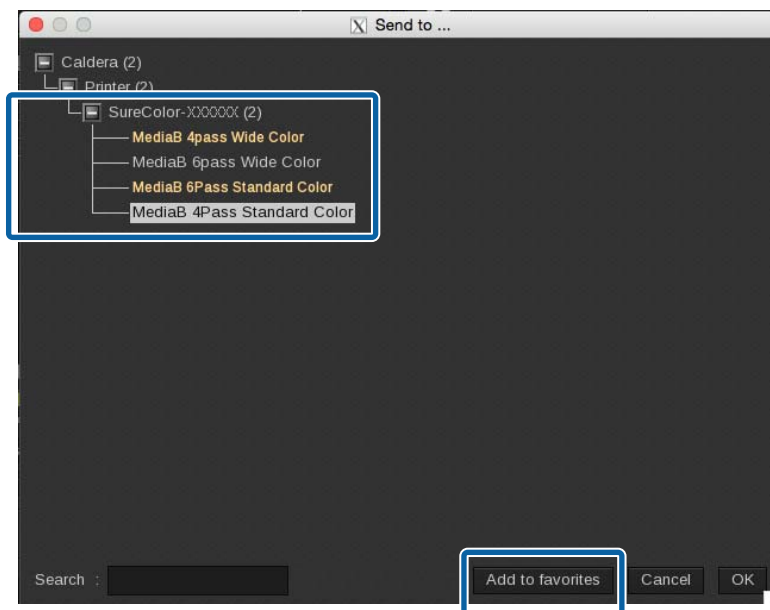 Send to ...
Caldera (2)
Printer (2)
SureColor-XXXXXX (2)
MediaB 4pass Wide Color
MediaB 6pass Wide Color
MediaB 6Pass Standard Color
MediaB 4Pass Standard Color
Search :
Add to favorites
Cancel
OK